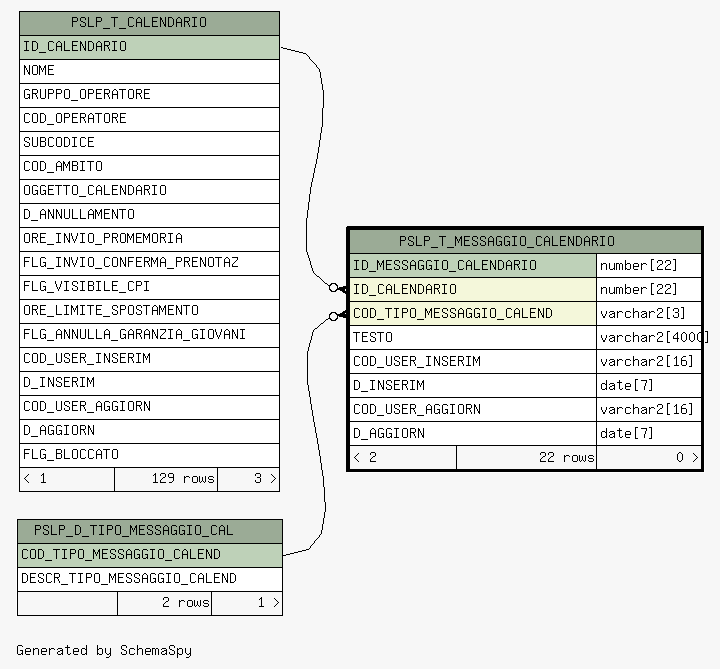 PSLP_T_CALENDARIO
ID_CALENDARIO
NOME
GRUPPO_OPERATORE
COD_OPERATORE
SUBCODICE
COD_AMBITO
OGGETTO_CALENDARIO
D_ANNULLAMENTO
ORE_INVIO_PROMEMORIA
FLG_INVIO_CONFERMA_PRENOTAZ
FLG_VISIBILE_CPI
ORE_LIMITE_SPOSTAMENTO
FLG_ANNULLA_GARANZIA_GIOVANI
COD_USER_INSERIM
D_INSERIM
COD_USER_AGGIORN
D_AGGIORN
FLG_BLOCCATO
< 1 129 rows 3 >
PSLP_T_MESSAGGIO_CALENDARIO
ID_MESSAGGIO_CALENDARIO number[22]
ID_CALENDARIO number[22]
COD_TIPO_MESSAGGIO_CALEND varchar2[3]
TESTO varchar2[4000]
COD_USER_INSERIM varchar2[16]
D_INSERIM date[7]
COD_USER_AGGIORN varchar2[16]
D_AGGIORN date[7]
< 2 22 rows 0 >
PSLP_D_TIPO_MESSAGGIO_CAL
COD_TIPO_MESSAGGIO_CALEND
DESCR_TIPO_MESSAGGIO_CALEND
2 rows 1 >
Generated by SchemaSpy